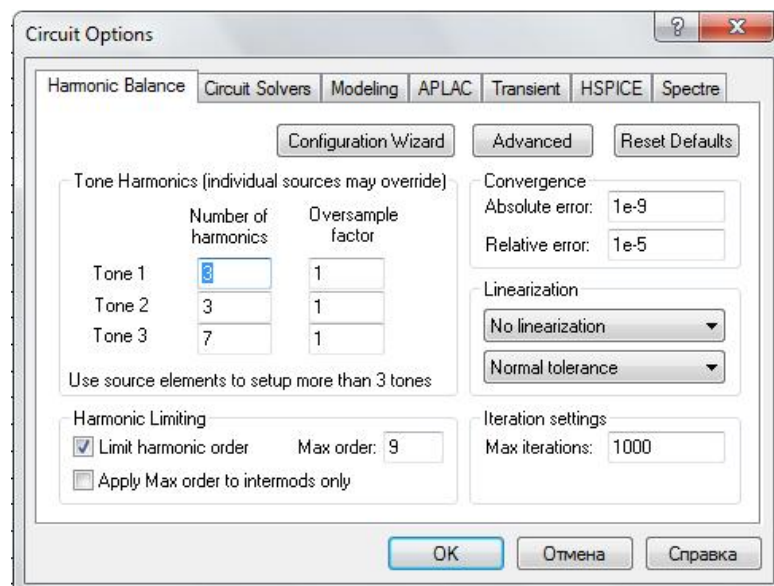 Circuit Options
Harmonic Balance Circuit Solvers Modeling APLAC Transient HSPICE Spectre
Configuration Wizard Advanced Reset Defaults
Tone Harmonics (individual sources may override)
Number of harmonics Oversample factor
Tone 1 3 1
Tone 2 3 1
Tone 3 7 1
Use source elements to setup more than 3 tones
Convergence
Absolute error: 1e-9
Relative error: 1e-5
Linearization
No linearization
Normal tolerance
Harmonic Limiting
Limit harmonic order Max order: 9
Apply Max order to intermods only
Iteration settings
Max iterations: 1000
OK Отмена Справка